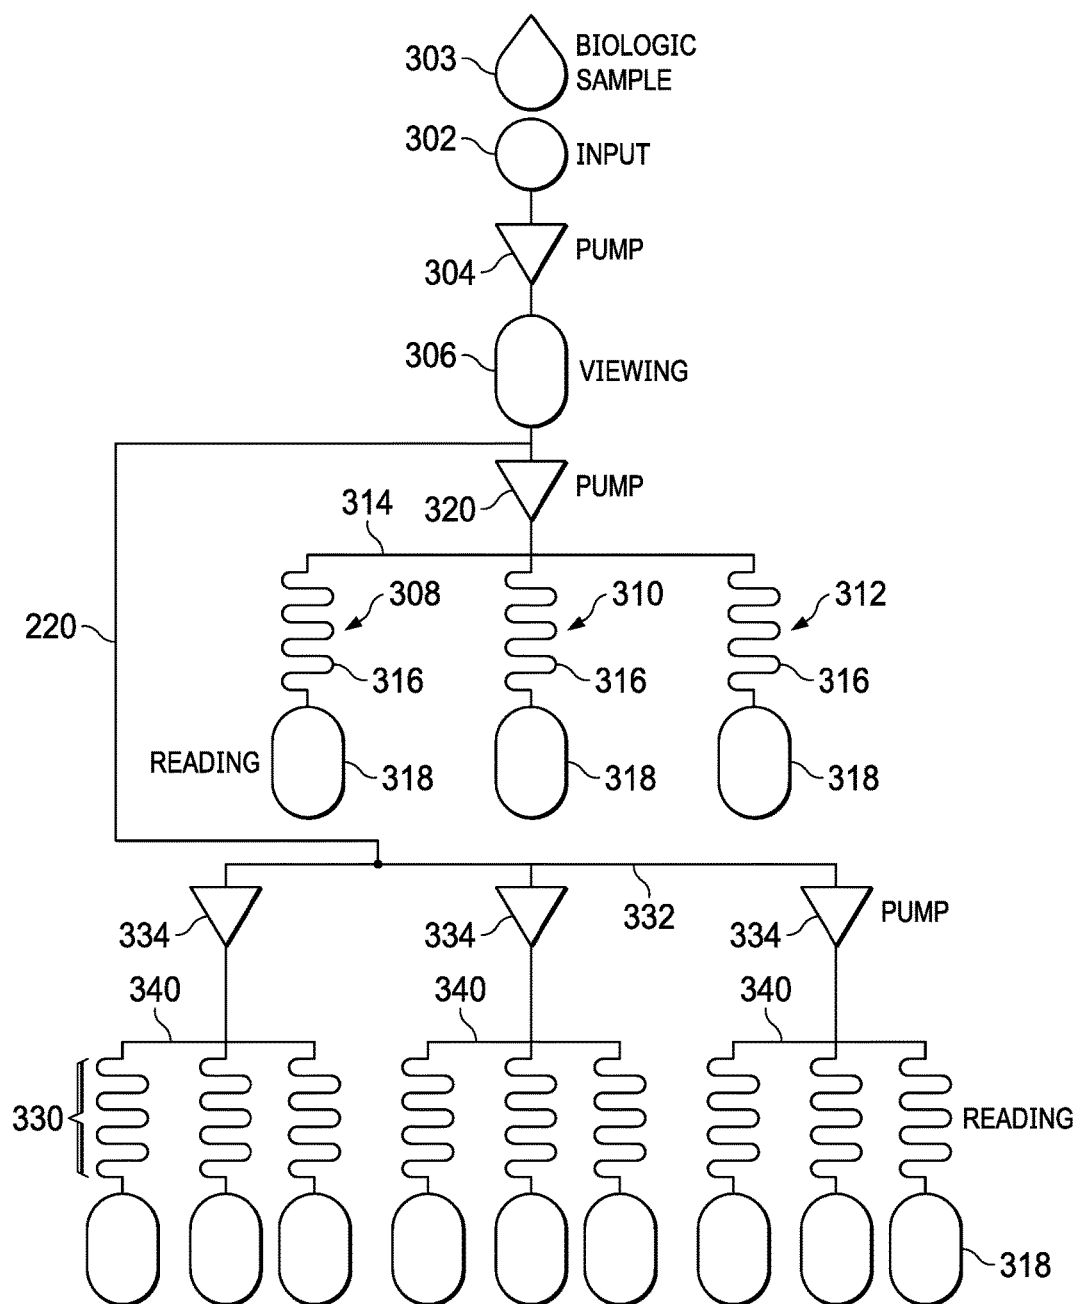 303 BIOLOGIC
SAMPLE
302 INPUT
304 PUMP
306 VIEWING
320 PUMP
314
220 308 310 312
316 316 316
READING 318 318 318
334 334 332 334 PUMP
340 340 340
330 READING
318